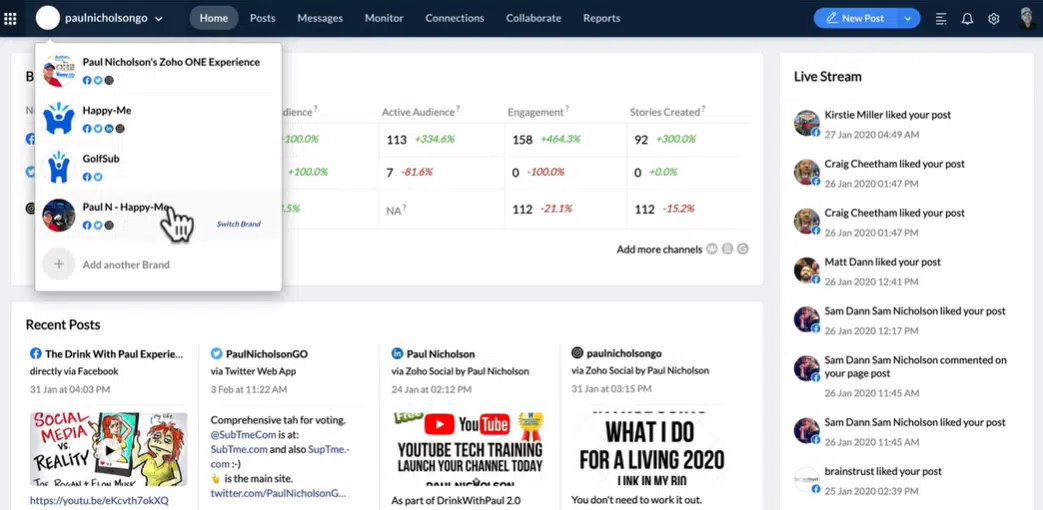 paulnicholsongo
Home
Posts
Messages
Monitor
Connections
Collaborate
Reports
New Post
Paul Nicholson's Zoho ONE Experience
Happy-Me
GolfSub
Paul N - Happy-Me
Switch Brand
Add another Brand
B
dience?
Active Audience?
Engagement?
Stories Created?
+100.0%
113 +334.6%
158 +464.3%
92 +300.0%
+100.0%
7 -81.6%
0 -100.0%
0 +0.0%
.5%
NA?
112 -21.1%
112 -15.2%
Add more channels
Recent Posts
The Drink With Paul Experie...
directly via Facebook
31 Jan at 04:03 PM
SOCIAL
MEDIA
VS.
REALITY
JOE ROGAN & ELON MUSK
https://youtu.be/eKcvth7okXQ
PaulNicholsonGO
via Twitter Web App
3 Feb at 11:22 AM
Comprehensive tah for voting.
@SubTmeCom is at:
SubTme.com and also SupTme.-
com :-)
is the main site.
twitter.com/PaulNicholsonG...
Paul Nicholson
via Zoho Social by Paul Nicholson
24 Jan at 02:12 PM
Free
YouTube
YOUTUBE TECH TRAINING
LAUNCH YOUR CHANNEL TODAY
As part of DrinkWithPaul 2.0
paulnicholsongo
via Zoho Social by Paul Nicholson
31 Jan at 03:15 PM
WHAT I DO
FOR A LIVING 2020
LINK IN MY BIO
You don't need to work it out.
Live Stream
Kirstie Miller liked your post
27 Jan 2020 04:49 AM
Craig Cheetham liked your post
26 Jan 2020 01:47 PM
Craig Cheetham liked your post
26 Jan 2020 01:47 PM
Matt Dann liked your post
26 Jan 2020 12:41 PM
Sam Dann Sam Nicholson liked your post
26 Jan 2020 12:17 PM
Sam Dann Sam Nicholson commented on
your page post
26 Jan 2020 11:45 AM
Sam Dann Sam Nicholson liked your post
26 Jan 2020 11:45 AM
brainstrust liked your post
25 Jan 2020 02:39 PM